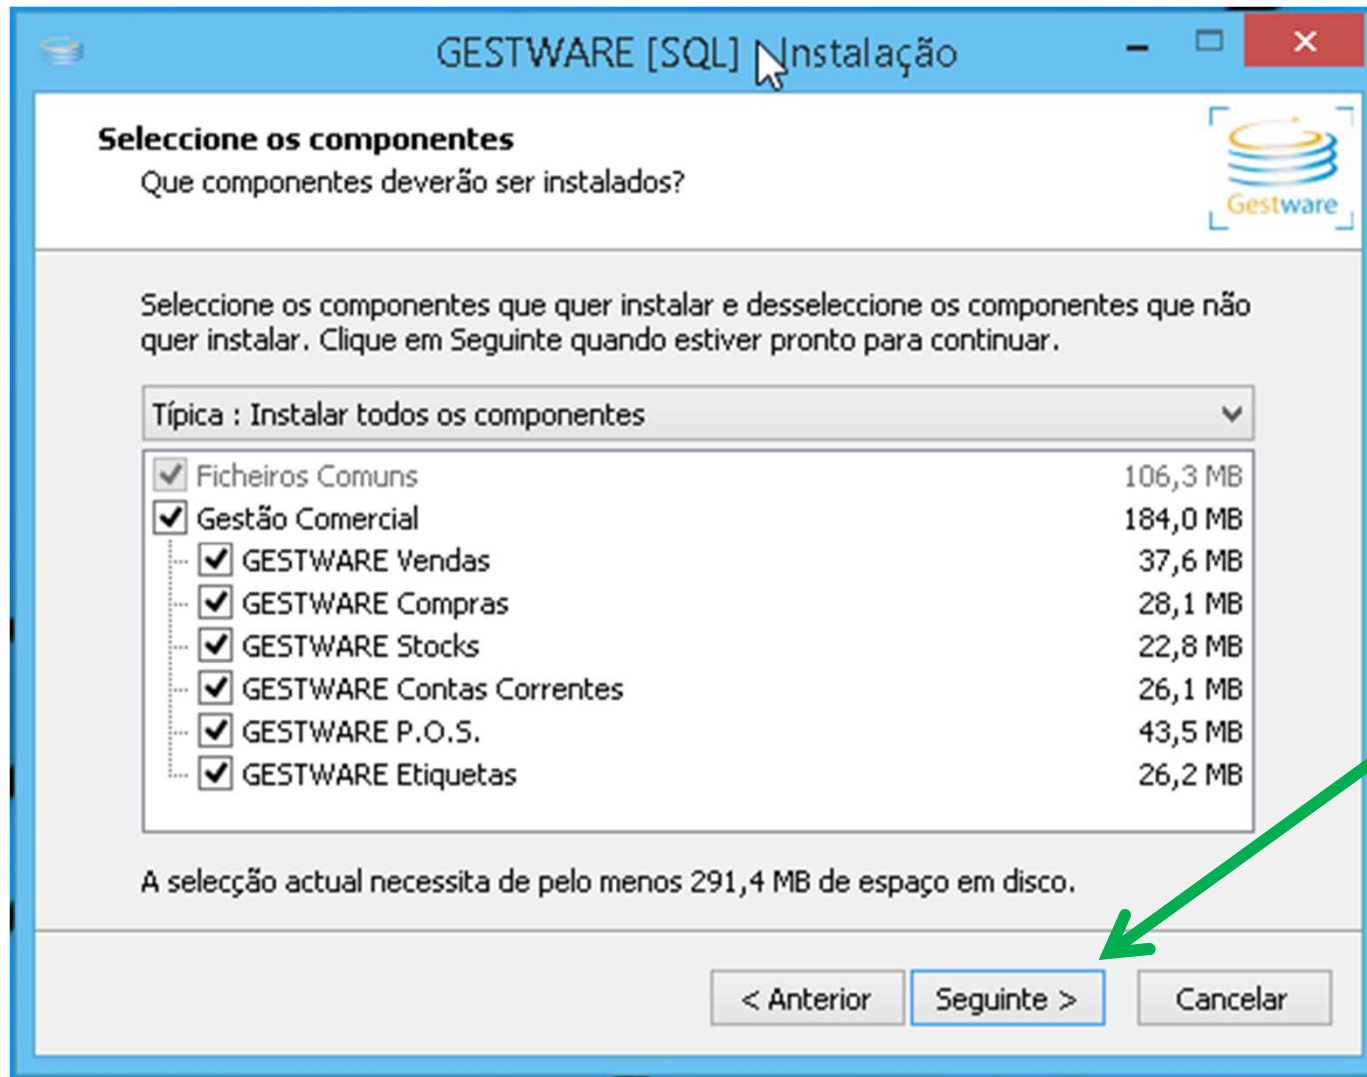 GESTWARE [SQL] Instalação
Seleccione os componentes
Que componentes deverão ser instalados?
Gestware
Seleccione os componentes que quer instalar e desseleccione os componentes que não
quer instalar. Clique em Seguinte quando estiver pronto para continuar.
Típica : Instalar todos os componentes
Ficheiros Comuns 106,3 MB
Gestão Comercial 184,0 MB
GESTWARE Vendas 37,6 MB
GESTWARE Compras 28,1 MB
GESTWARE Stocks 22,8 MB
GESTWARE Contas Correntes 26,1 MB
GESTWARE P.O.S. 43,5 MB
GESTWARE Etiquetas 26,2 MB
A selecção actual necessita de pelo menos 291,4 MB de espaço em disco.
< Anterior Seguinte > Cancelar